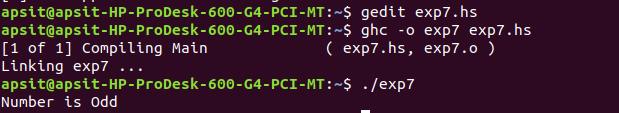 apsit@apsit-HP-ProDesk-600-G4-PCI-MT:~$ gedit exp7.hs
apsit@apsit-HP-ProDesk-600-G4-PCI-MT:~$ ghc -o exp7 exp7.hs
[1 of 1] Compiling Main             ( exp7.hs, exp7.o )
Linking exp7 ...
apsit@apsit-HP-ProDesk-600-G4-PCI-MT:~$ ./exp7
Number is Odd